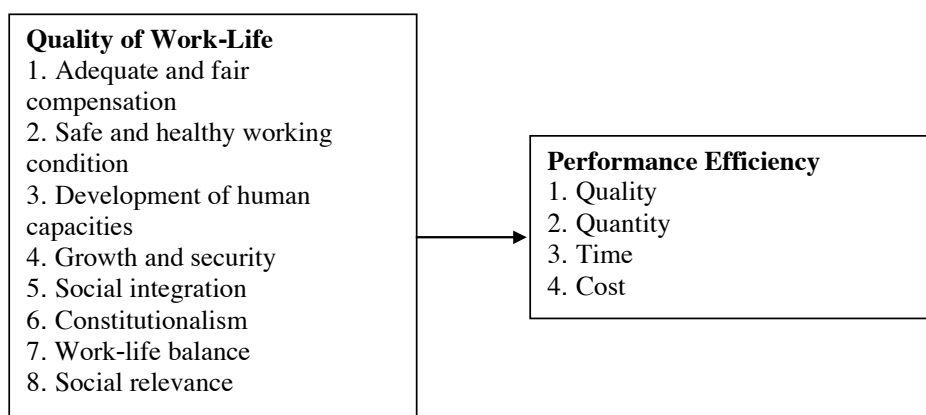 Quality of Work-Life
1. Adequate and fair
compensation
2. Safe and healthy working
condition
3. Development of human
capacities
4. Growth and security
5. Social integration
6. Constitutionalism
7. Work-life balance
8. Social relevance
Performance Efficiency
1. Quality
2. Quantity
3. Time
4. Cost